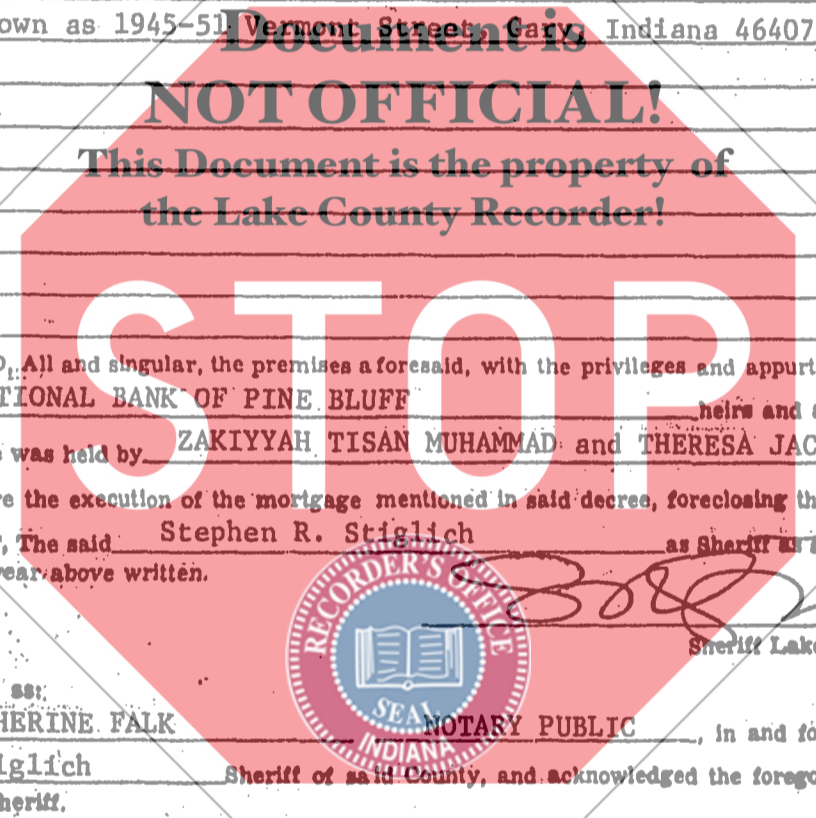 own as 1945-51 Vermont Street, Gary, Indiana 46407
Document is
NOT OFFICIAL!
This Document is the property of
the Lake County Recorder!
STOP
All and singular, the premises aforesaid, with the privileges and appurt
TIONAL BANK OF PINE BLUFF heirs and
was held by ZAKIYYAH TISAN MUHAMMAD and THERESA JAC
re the execution of the mortgage mentioned in said decree, foreclosing th
The said Stephen R. Stiglich as Sheriff as
year above written.
Sheriff Lake
RECORDER'S OFFICE
SEAL
INDIANA
ss:
HERINE FALK NOTARY PUBLIC, in and fo
iglich Sheriff of said County, and acknowledged the forego
heriff.